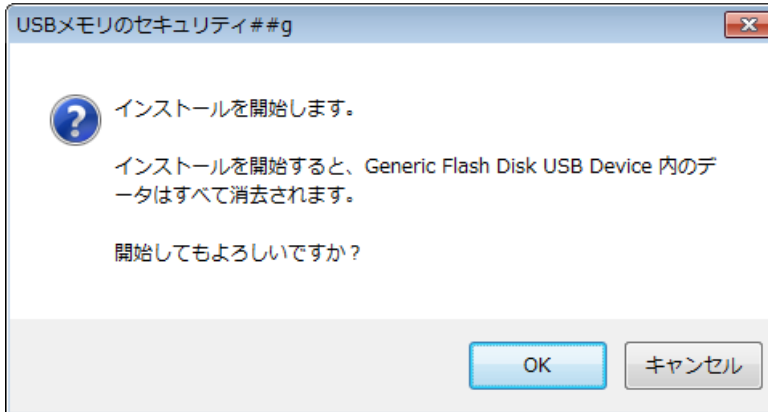 USBメモリのセキュリティ##g
インストールを開始します。
インストールを開始すると、Generic Flash Disk USB Device 内のデ
ータはすべて消去されます。
開始してもよろしいですか？
OK
キャンセル